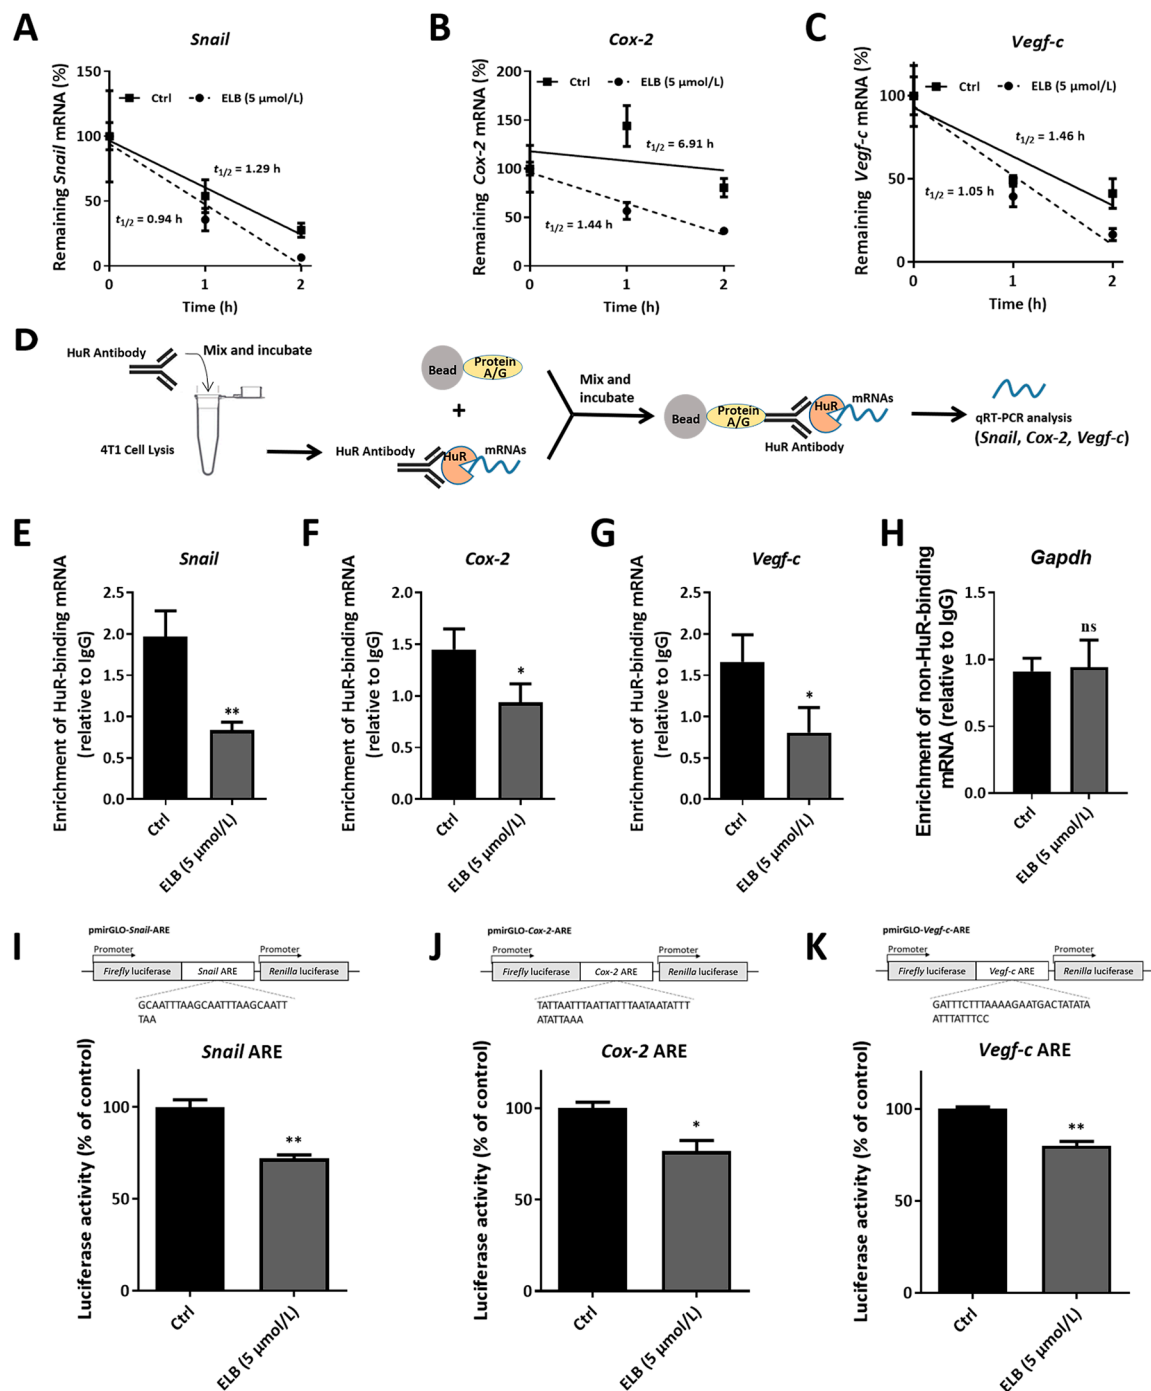 A
Snail
Remaining Snail mRNA (%)
150
100
50
0
Ctrl
ELB (5 μmol/L)
t1/2 = 1.29 h
t1/2 = 0.94 h
0
1
2
Time (h)
B
Cox-2
Remaining Cox-2 mRNA (%)
200
150
100
50
0
Ctrl
ELB (5 μmol/L)
t1/2 = 6.91 h
t1/2 = 1.44 h
0
1
2
Time (h)
C
Vegf-c
Remaining Vegf-c mRNA (%)
100
50
0
Ctrl
ELB (5 μmol/L)
t1/2 = 1.46 h
t1/2 = 1.05 h
0
1
2
Time (h)
D
HuR Antibody
Mix and incubate
4T1 Cell Lysis
Bead
Protein
A/G
+
HuR Antibody
HuR
mRNAs
Mix and
incubate
Bead
Protein
A/G
HuR
mRNAs
HuR Antibody
qRT-PCR analysis
(Snail, Cox-2, Vegf-c)
E
Snail
Enrichment of HuR-binding mRNA
(relative to IgG)
2.5
2.0
1.5
1.0
0.5
0.0
**
Ctrl
ELB (5 μmol/L)
F
Cox-2
Enrichment of HuR-binding mRNA
(relative to IgG)
2.0
1.5
1.0
0.5
0.0
*
Ctrl
ELB (5 μmol/L)
G
Vegf-c
Enrichment of HuR-binding mRNA
(relative to IgG)
2.5
2.0
1.5
1.0
0.5
0.0
*
Ctrl
ELB (5 μmol/L)
H
Gapdh
Enrichment of non-HuR-binding
mRNA (relative to IgG)
1.5
1.0
0.5
0.0
ns
Ctrl
ELB (5 μmol/L)
I
pmirGLO-Snail-ARE
Promoter
Promoter
Firefly luciferase
Snail ARE
Renilla luciferase
GCAATTTAAGCAATTTAAGCAATT
TAA
Snail ARE
Luciferase activity (% of control)
100
50
0
**
Ctrl
ELB (5 μmol/L)
J
pmirGLO-Cox-2-ARE
Promoter
Promoter
Firefly luciferase
Cox-2 ARE
Renilla luciferase
TATTAATTTAATTATTTAATAATATTT
ATATTAAA
Cox-2 ARE
Luciferase activity (% of control)
100
50
0
*
Ctrl
ELB (5 μmol/L)
K
pmirGLO-Vegf-c-ARE
Promoter
Promoter
Firefly luciferase
Vegf-c ARE
Renilla luciferase
GATTTCTTTAAAAGAATGACTATATA
ATTTATTTCC
Vegf-c ARE
Luciferase activity (% of control)
100
50
0
**
Ctrl
ELB (5 μmol/L)